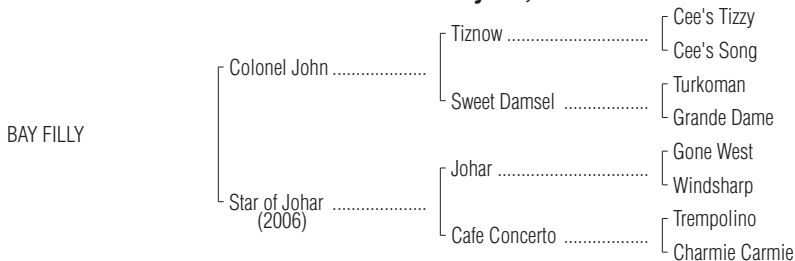 Cee's Tizzy
Tiznow ................................
Cee's Song
Colonel John .....................
Turkoman
Sweet Damsel ...................
Grande Dame
BAY FILLY
Gone West
Johar ..................................
Windsharp
Star of Johar .....................
(2006)
Trempolino
Cafe Concerto ...................
Charmie Carmie